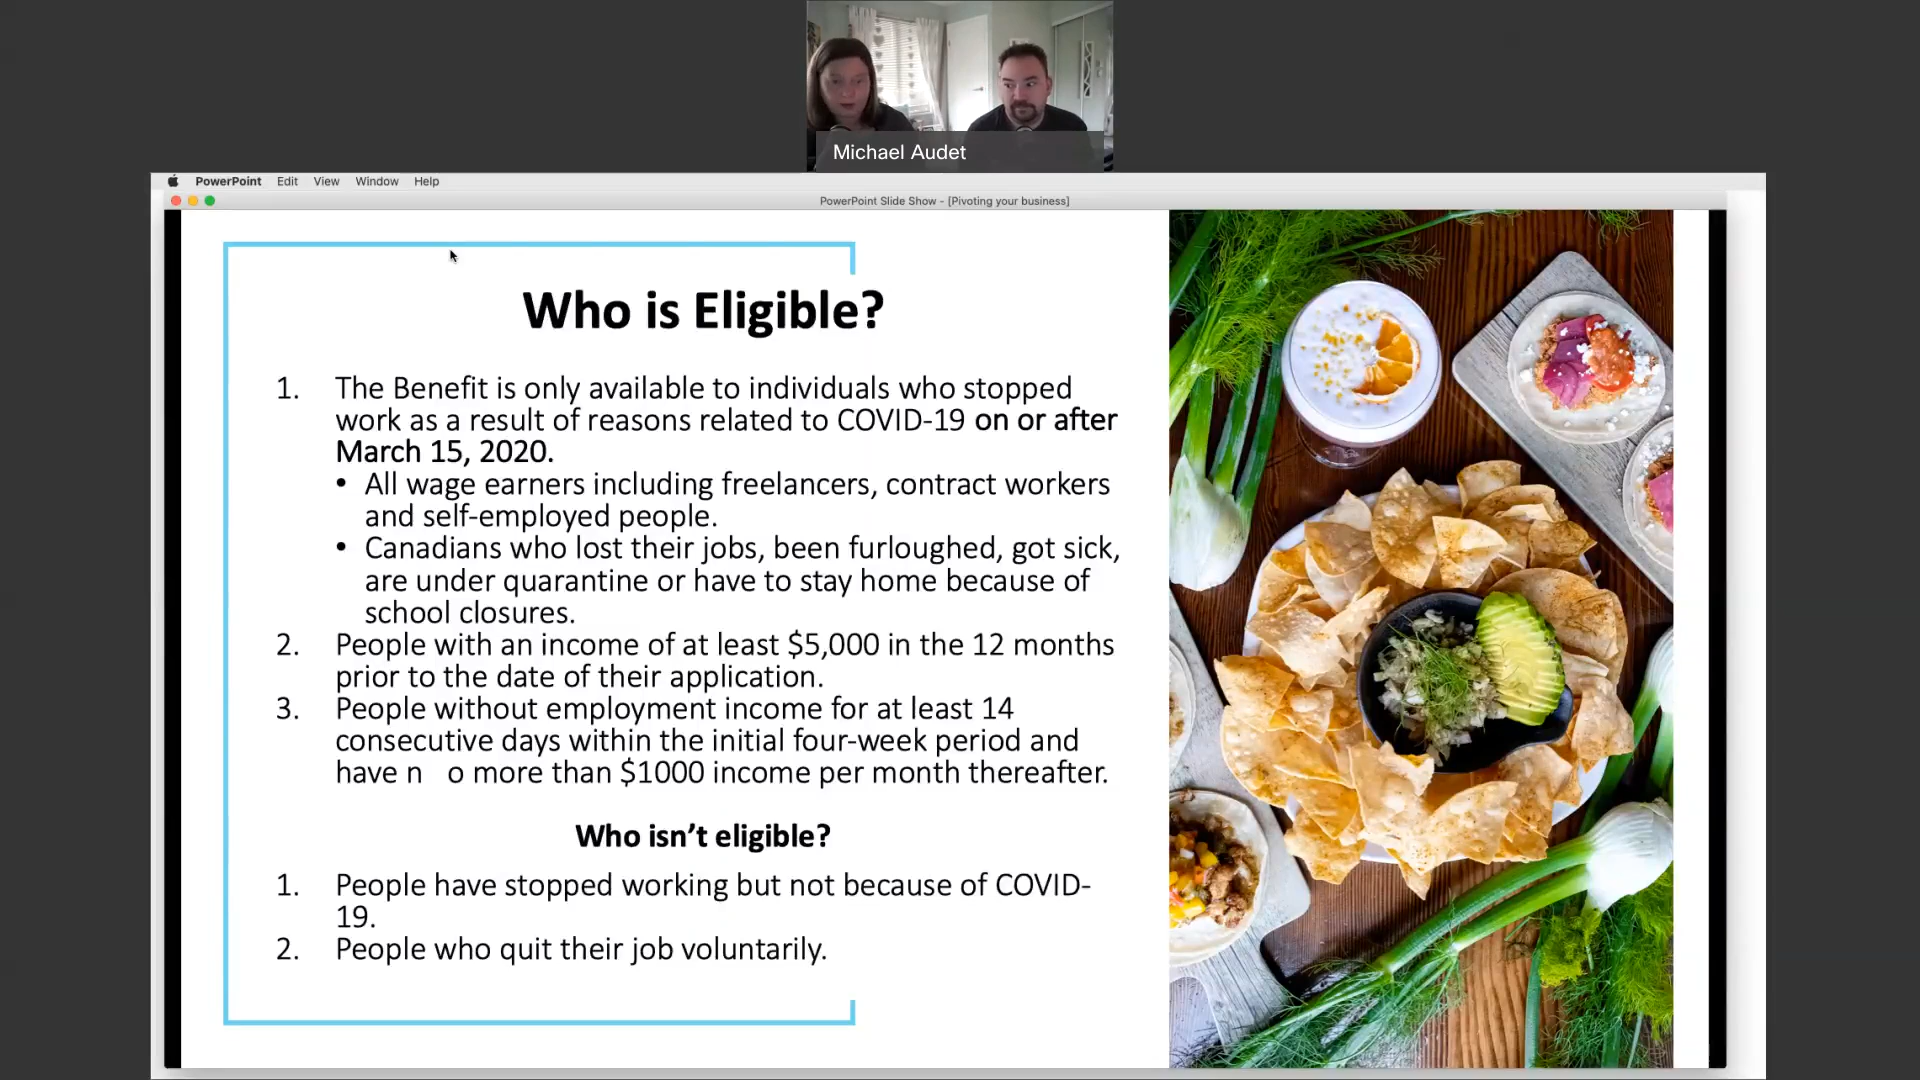 Michael Audet
PowerPoint Edit View Window Help
PowerPoint Slide Show - [Pivoting your business]
Who is Eligible?
1. The Benefit is only available to individuals who stopped
work as a result of reasons related to COVID-19 on or after
March 15, 2020.
• All wage earners including freelancers, contract workers
and self-employed people.
• Canadians who lost their jobs, been furloughed, got sick,
are under quarantine or have to stay home because of
school closures.
2. People with an income of at least $5,000 in the 12 months
prior to the date of their application.
3. People without employment income for at least 14
consecutive days within the initial four-week period and
have n o more than $1000 income per month thereafter.
Who isn’t eligible?
1. People have stopped working but not because of COVID-
19.
2. People who quit their job voluntarily.